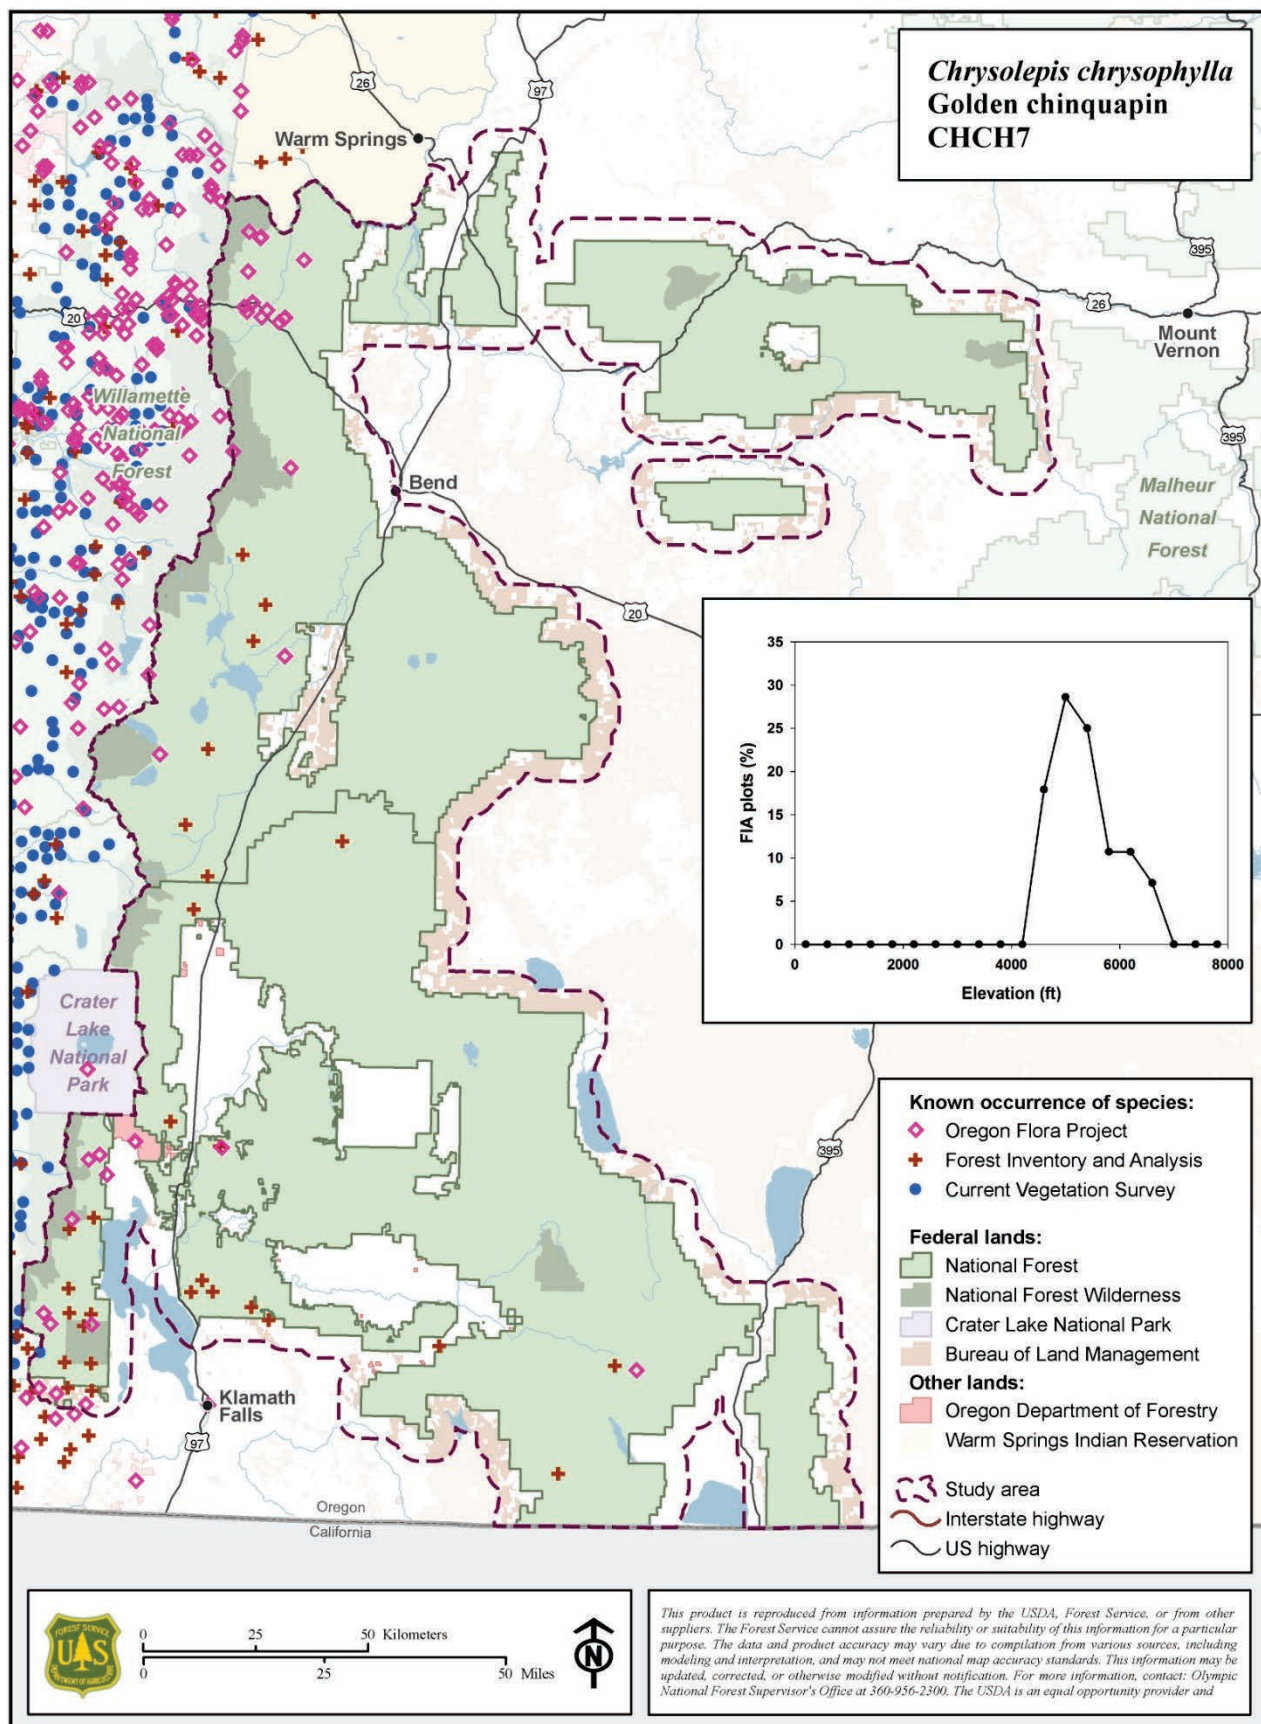 Chrysolepis chrysophylla
Golden chinquapin
CHCH7
26
97
Warm Springs
395
26
20
Mount
Vernon
Willamette
National
Forest
395
Bend
Malheur
National
Forest
20
35
30
25
20
15
10
5
0
FIA plots (%)
0 2000 4000 6000 8000
Elevation (ft)
Crater
Lake
National
Park
395
Klamath
Falls
97
Oregon
California
Known occurrence of species:
Oregon Flora Project
Forest Inventory and Analysis
Current Vegetation Survey
Federal lands:
National Forest
National Forest Wilderness
Crater Lake National Park
Bureau of Land Management
Other lands:
Oregon Department of Forestry
Warm Springs Indian Reservation
Study area
Interstate highway
US highway
FOREST SERVICE
U S
DEPARTMENT OF AGRICULTURE
0 25 50 Kilometers
0 25 50 Miles
N
This product is reproduced from information prepared by the USDA, Forest Service, or from other
suppliers. The Forest Service cannot assure the reliability or suitability of this information for a particular
purpose. The data and product accuracy may vary due to compilation from various sources, including
modeling and interpretation, and may not meet national map accuracy standards. This information may be
updated, corrected, or otherwise modified without notification. For more information, contact: Olympic
National Forest Supervisor's Office at 360-956-2300. The USDA is an equal opportunity provider and